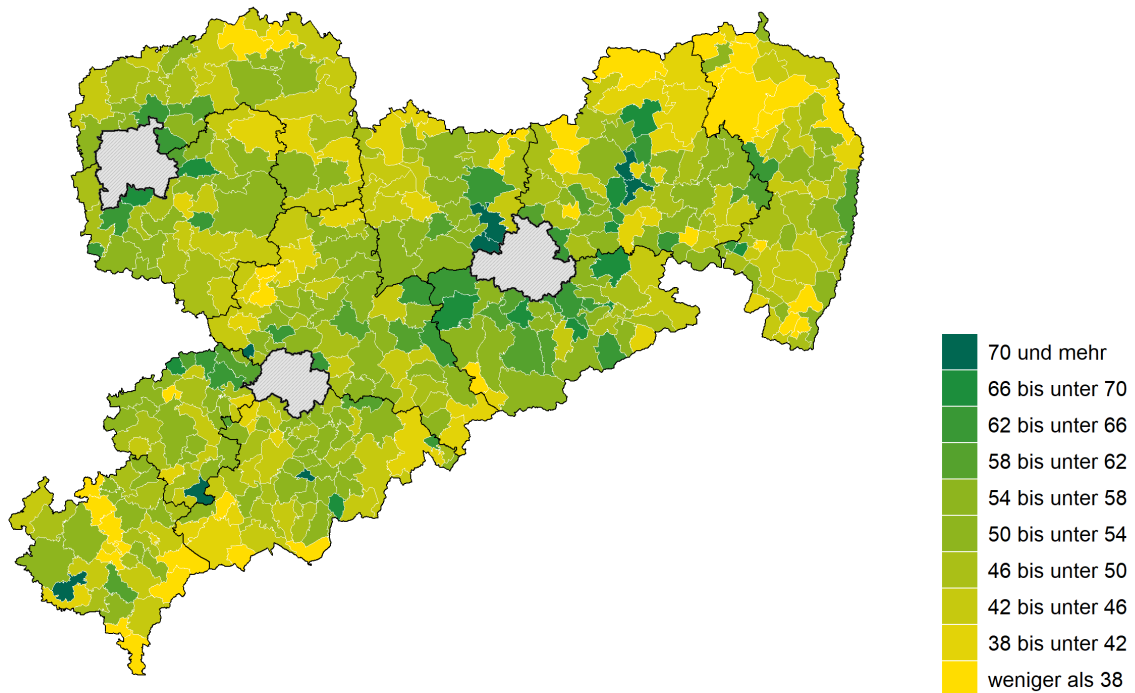 70 und mehr
66 bis unter 70
62 bis unter 66
58 bis unter 62
54 bis unter 58
50 bis unter 54
46 bis unter 50
42 bis unter 46
38 bis unter 42
weniger als 38